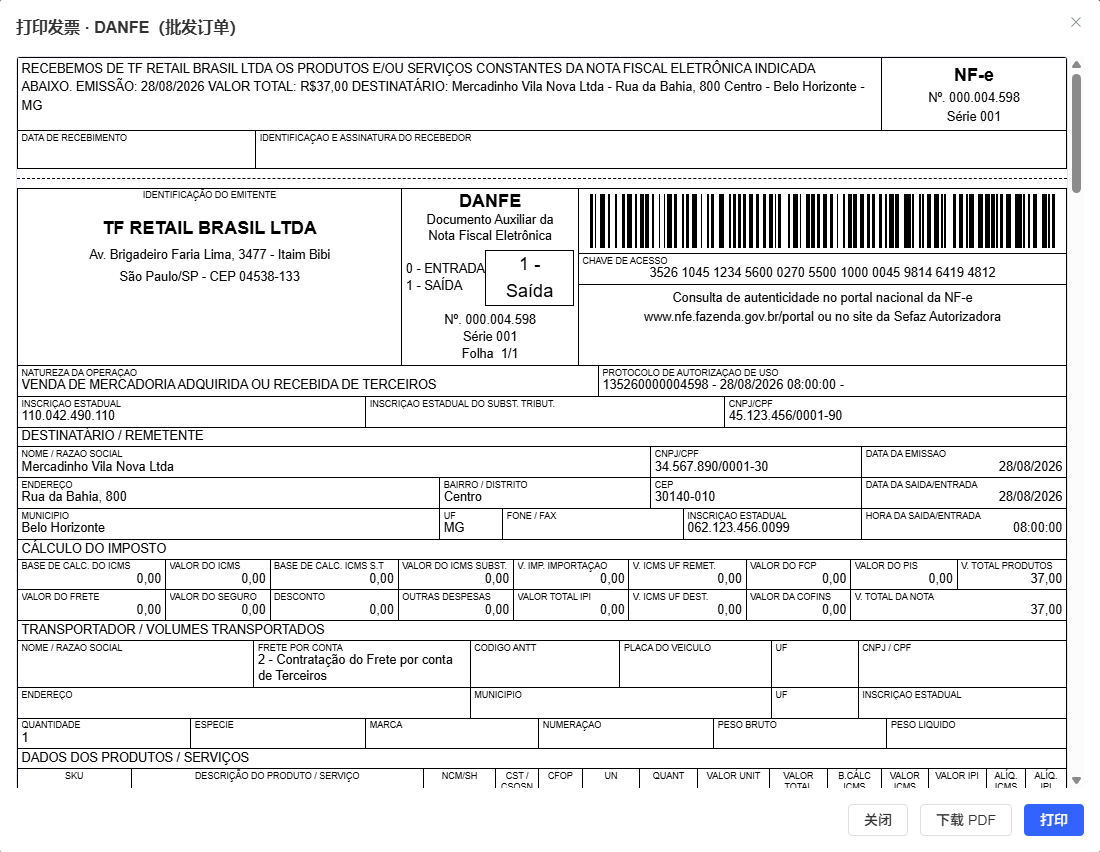 打印发票 · DANFE（批发订单）
RECEBEMOS DE TF RETAIL BRASIL LTDA OS PRODUTOS E/OU SERVIÇOS CONSTANTES DA NOTA FISCAL ELETRÔNICA INDICADA
ABAIXO. EMISSÃO: 28/08/2026 VALOR TOTAL: R$37,00 DESTINATÁRIO: Mercadinho Vila Nova Ltda - Rua da Bahia, 800 Centro - Belo Horizonte -
MG
NF-e
Nº. 000.004.598
Série 001
DATA DE RECEBIMENTO
IDENTIFICAÇAO E ASSINATURA DO RECEBEDOR
IDENTIFICAÇÃO DO EMITENTE
TF RETAIL BRASIL LTDA
Av. Brigadeiro Faria Lima, 3477 - Itaim Bibi
São Paulo/SP - CEP 04538-133
DANFE
Documento Auxiliar da
Nota Fiscal Eletrônica
0 - ENTRADA
1 - SAÍDA
1 -
Saída
Nº. 000.004.598
Série 001
Folha 1/1
CHAVE DE ACESSO
3526 1045 1234 5600 0270 5500 1000 0045 9814 6419 4812
Consulta de autenticidade no portal nacional da NF-e
www.nfe.fazenda.gov.br/portal ou no site da Sefaz Autorizadora
NATUREZA DA OPERAÇAO
VENDA DE MERCADORIA ADQUIRIDA OU RECEBIDA DE TERCEIROS
PROTOCOLO DE AUTORIZAÇAO DE USO
135260000004598 - 28/08/2026 08:00:00 -
INSCRIÇAO ESTADUAL
110.042.490.110
INSCRIÇAO ESTADUAL DO SUBST. TRIBUT.
CNPJ/CPF
45.123.456/0001-90
DESTINATÁRIO / REMETENTE
NOME / RAZAO SOCIAL
Mercadinho Vila Nova Ltda
CNPJ/CPF
34.567.890/0001-30
DATA DA EMISSAO
28/08/2026
ENDEREÇO
Rua da Bahia, 800
BAIRRO / DISTRITO
Centro
CEP
30140-010
DATA DA SAIDA/ENTRADA
28/08/2026
MUNICIPIO
Belo Horizonte
UF
MG
FONE / FAX
INSCRIÇAO ESTADUAL
062.123.456.0099
HORA DA SAIDA/ENTRADA
08:00:00
CÁLCULO DO IMPOSTO
BASE DE CALC. DO ICMS
0,00
VALOR DO ICMS
0,00
BASE DE CALC. ICMS S.T
0,00
VALOR DO ICMS SUBST.
0,00
V. IMP. IMPORTAÇAO
0,00
V. ICMS UF REMET.
0,00
VALOR DO FCP
0,00
VALOR DO PIS
0,00
V. TOTAL PRODUTOS
37,00
VALOR DO FRETE
0,00
VALOR DO SEGURO
0,00
DESCONTO
0,00
OUTRAS DESPESAS
0,00
VALOR TOTAL IPI
0,00
V. ICMS UF DEST.
0,00
VALOR DA COFINS
0,00
V. TOTAL DA NOTA
37,00
TRANSPORTADOR / VOLUMES TRANSPORTADOS
NOME / RAZAO SOCIAL
FRETE POR CONTA
2 - Contratação do Frete por conta
de Terceiros
CODIGO ANTT
PLACA DO VEICULO
UF
CNPJ / CPF
ENDEREÇO
MUNICIPIO
UF
INSCRIÇAO ESTADUAL
QUANTIDADE
1
ESPECIE
MARCA
NUMERAÇAO
PESO BRUTO
PESO LIQUIDO
DADOS DOS PRODUTOS / SERVIÇOS
SKU
DESCRIÇÃO DO PRODUTO / SERVIÇO
NCM/SH
CST /
CSOSN
CFOP
UN
QUANT
VALOR UNIT
VALOR
TOTAL
B.CÁLC
ICMS
VALOR
ICMS
VALOR IPI
ALÍQ.
ICMS
ALÍQ.
IPI
关闭
下载 PDF
打印